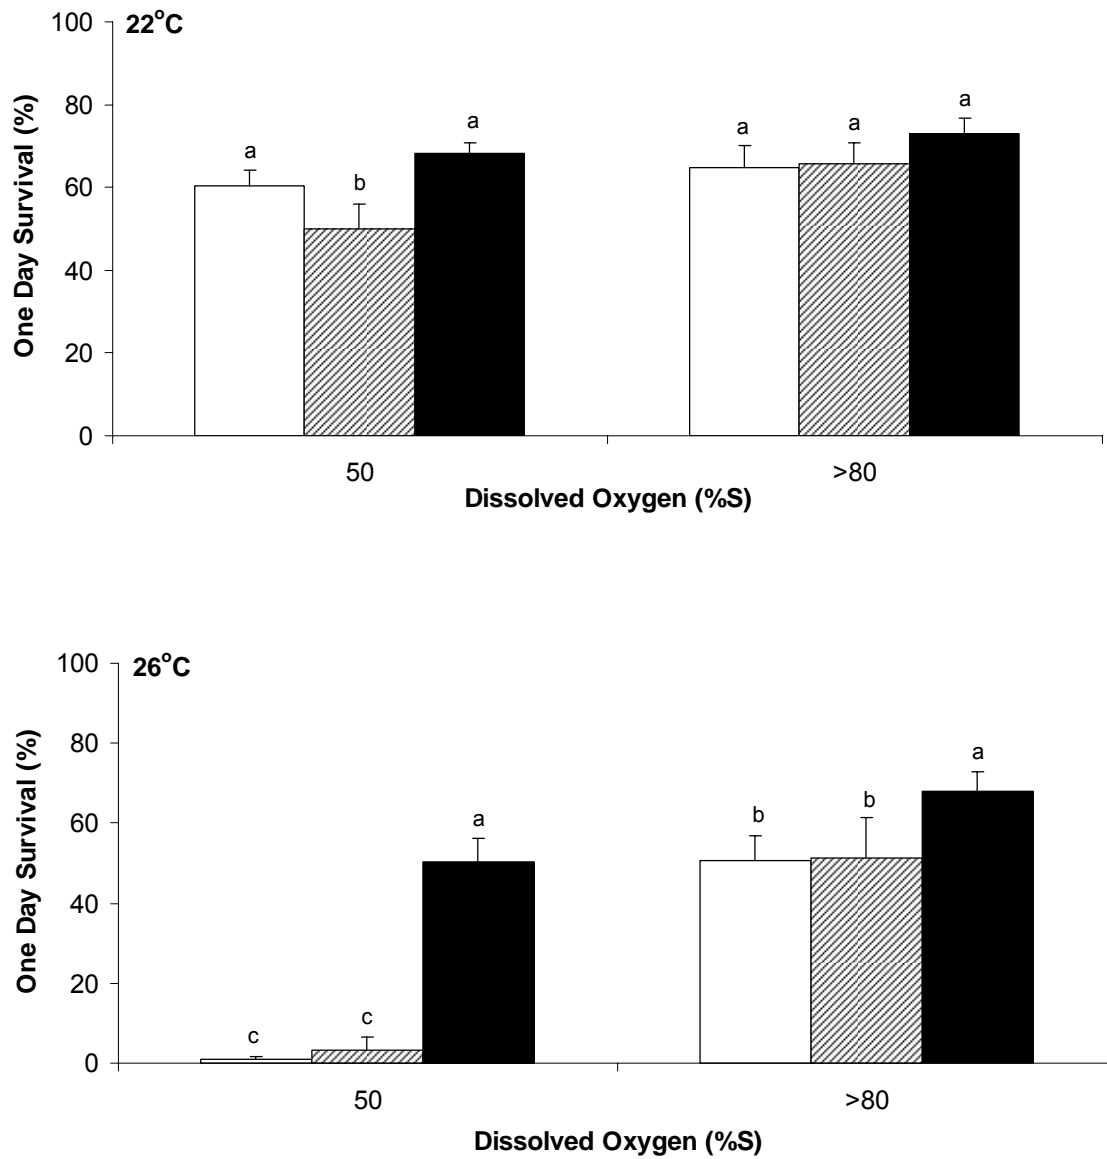 22°C
One Day Survival (%)
100
80
60
40
20
0
a
b
a
a
a
a
50
>80
Dissolved Oxygen (%S)
26°C
One Day Survival (%)
100
80
60
40
20
0
c
c
a
b
b
a
50
>80
Dissolved Oxygen (%S)